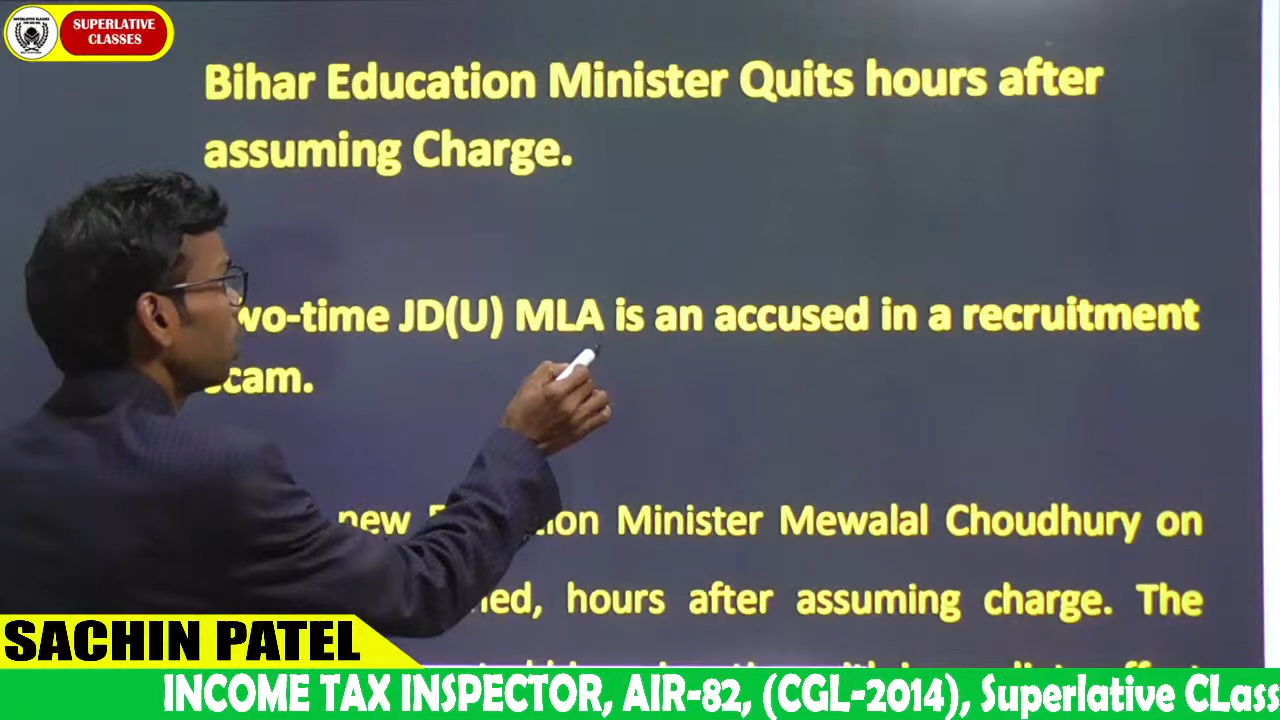 SUPERLATIVE
CLASSES
Bihar Education Minister Quits hours after
assuming Charge.
wo-time JD(U) MLA is an accused in a recruitment
scam.
new on Minister Mewalal Choudhury on
ned, hours after assuming charge. The
SACHIN PATEL
INCOME TAX INSPECTOR, AIR-82, (CGL-2014), Superlative CLass